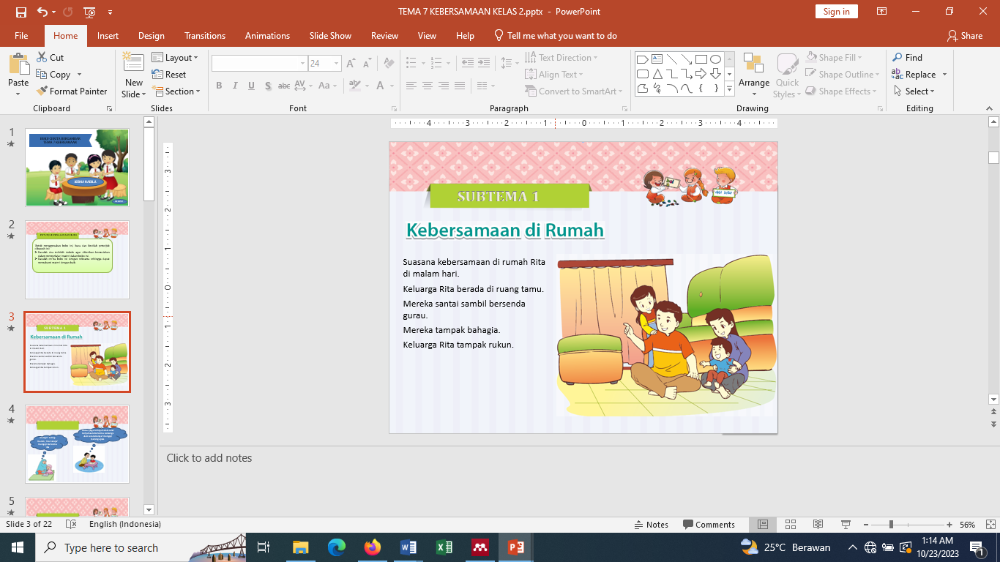 TEMA 7 KEBERSAMAAN KELAS 2.pptx - PowerPoint
Sign in
File Home Insert Design Transitions Animations Slide Show Review View Help Tell me what you want to do Share
Paste
Cut
Copy
Format Painter
Clipboard
New Slide
Layout
Reset
Section
Slides
24
B I U S abc AV Aa A
Font
Text Direction
Align Text
Convert to SmartArt
Paragraph
Arrange
Quick Styles
Shape Fill
Shape Outline
Shape Effects
Drawing
Find
Replace
Select
Editing
1
2
3
4
5
SUBTEMA 1
Kebersamaan di Rumah
Suasana kebersamaan di rumah Rita
di malam hari.
Keluarga Rita berada di ruang tamu.
Mereka santai sambil bersenda
gurau.
Mereka tampak bahagia.
Keluarga Rita tampak rukun.
Click to add notes
Slide 3 of 22 English (Indonesia) Notes Comments 56%
Type here to search
25°C Berawan
1:14 AM
10/23/2023